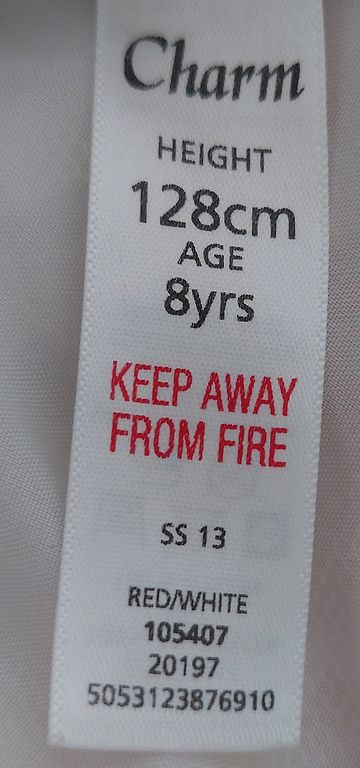 Charm
HEIGHT
128cm
AGE
8yrs
KEEP AWAY
FROM FIRE
SS 13
RED/WHITE
105407
20197
5053123876910